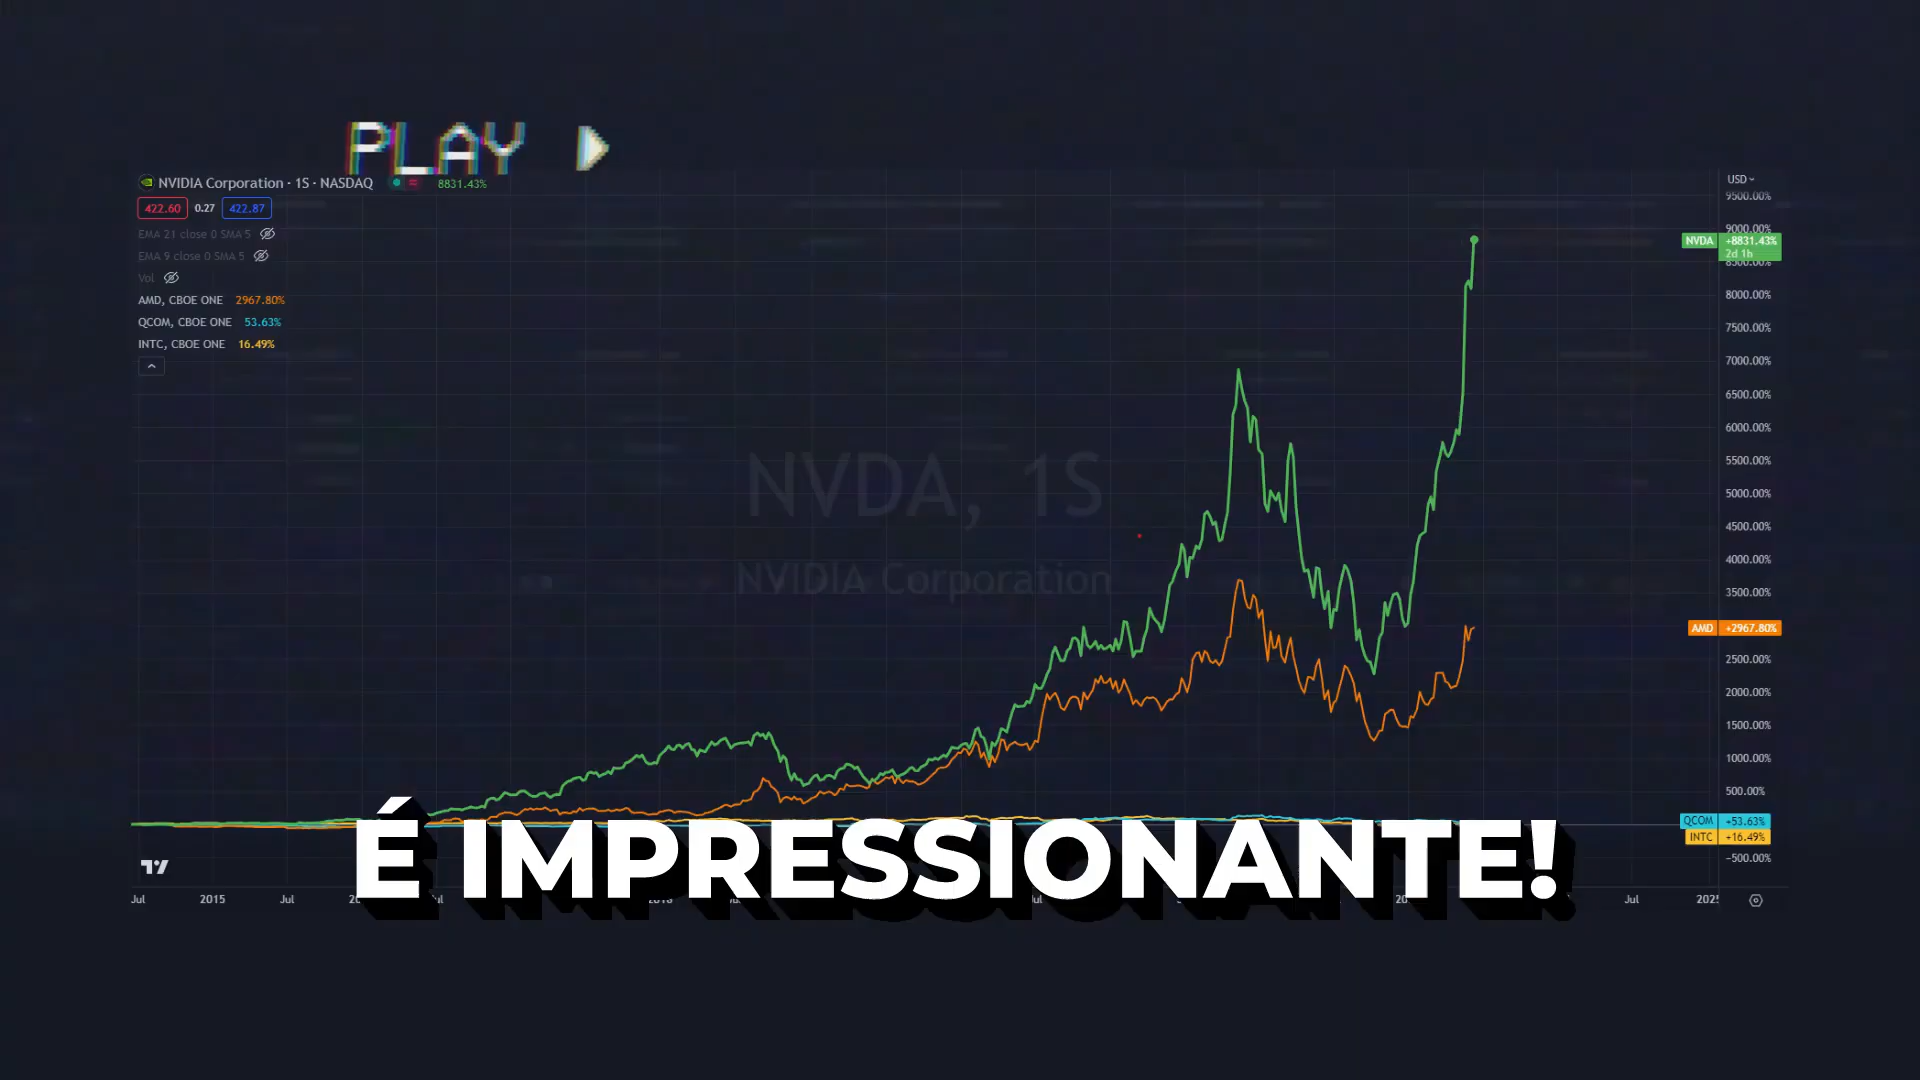 PLAY
NVIDIA Corporation · 1S · NASDAQ 8831.43%
422.60 0.27 422.87
EMA 21 close 0 SMA 5
EMA 9 close 0 SMA 5
Vol
AMD, CBOE ONE 2967.80%
QCOM, CBOE ONE 53.63%
INTC, CBOE ONE 16.49%
NVDA, 1S
NVIDIA Corporation
USD
9500.00%
9000.00%
NVDA +8831.43%
2d 1h
8500.00%
8000.00%
7500.00%
7000.00%
6500.00%
6000.00%
5500.00%
5000.00%
4500.00%
4000.00%
3500.00%
AMD +2967.80%
2500.00%
2000.00%
1500.00%
1000.00%
500.00%
QCOM +53.63%
INTC +16.49%
−500.00%
É IMPRESSIONANTE!
Jul 2015 Jul Jul 2025